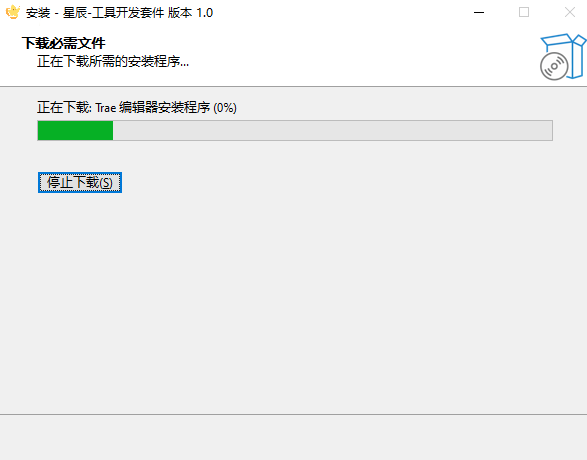 安装 - 星辰-工具开发套件 版本 1.0
下载必需文件
正在下载所需的安装程序...
正在下载: Trae 编辑器安装程序 (0%)
停止下载(S)